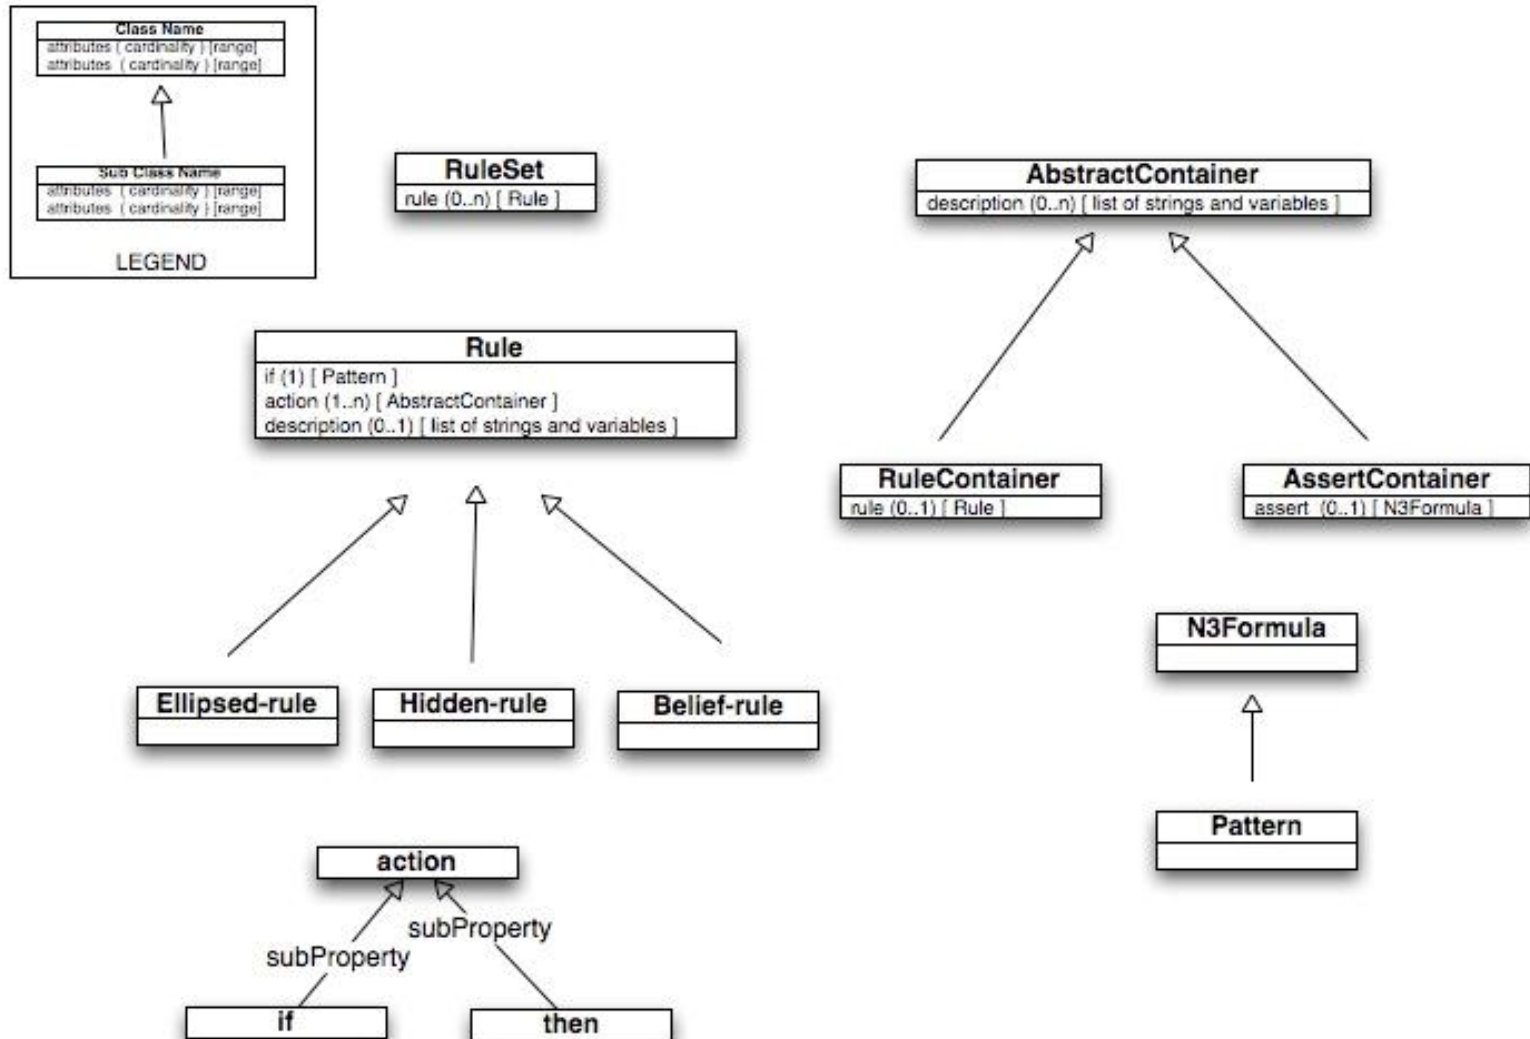 Class Name
attributes ( cardinality ) [range]
attributes ( cardinality ) [range]
Sub Class Name
attributes ( cardinality ) [range]
attributes ( cardinality ) [range]
LEGEND
RuleSet
rule (0..n) [ Rule ]
AbstractContainer
description (0..n) [ list of strings and variables ]
Rule
if (1) [ Pattern ]
action (1..n) [ AbstractContainer ]
description (0..1) [ list of strings and variables ]
RuleContainer
rule (0..1) [ Rule ]
AssertContainer
assert (0..1) [ N3Formula ]
N3Formula
Ellipsed-rule
Hidden-rule
Belief-rule
Pattern
action
subProperty
subProperty
if
then